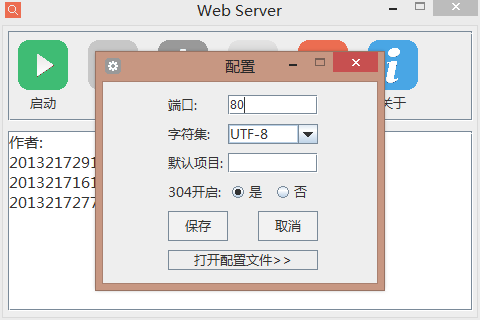 Web Server
配置
启动
关于
作者:
2013217291
2013217161
2013217277
端口: 80
字符集: UTF-8
默认项目:
304开启: 是 否
保存 取消
打开配置文件>>